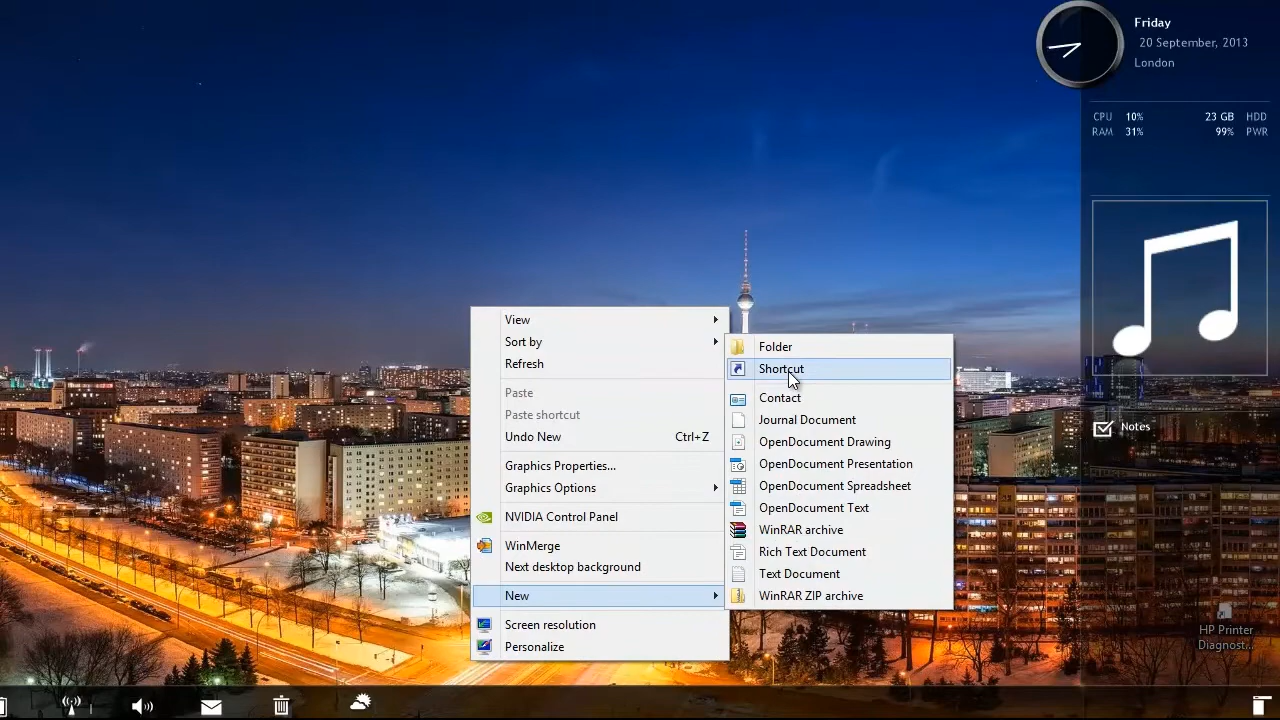 Friday
20 September, 2013
London
CPU 10% 23 GB HDD
RAM 31% 99% PWR
View
Sort by
Refresh
Paste
Paste shortcut
Undo New Ctrl+Z
Graphics Properties...
Graphics Options
NVIDIA Control Panel
WinMerge
Next desktop background
New
Screen resolution
Personalize
Folder
Shortcut
Contact
Journal Document
OpenDocument Drawing
OpenDocument Presentation
OpenDocument Spreadsheet
OpenDocument Text
WinRAR archive
Rich Text Document
Text Document
WinRAR ZIP archive
Notes
HP Printer
Diagnost...